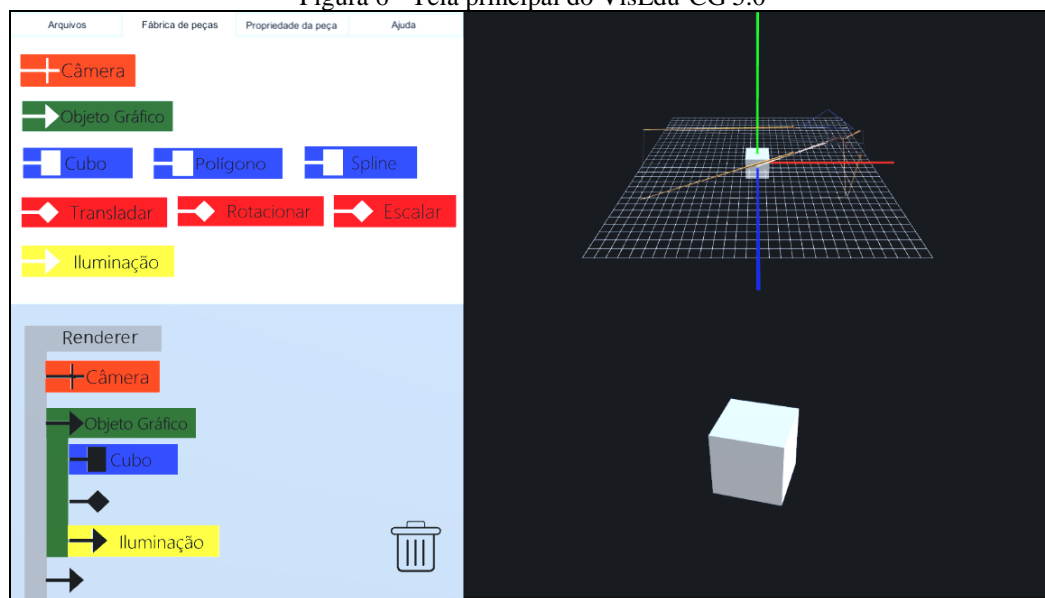 Figura 6 - Tela principal do VisEdu-CG 5.0
Arquivos Fábrica de peças Propriedade da peça Ajuda
Câmera
Objeto Gráfico
Cubo Polígono Spline
Transladar Rotacionar Escalar
Iluminação
Renderer
Câmera
Objeto Gráfico
Cubo
Iluminação